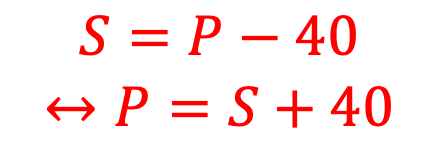 S = P − 40
↔ P = S + 40